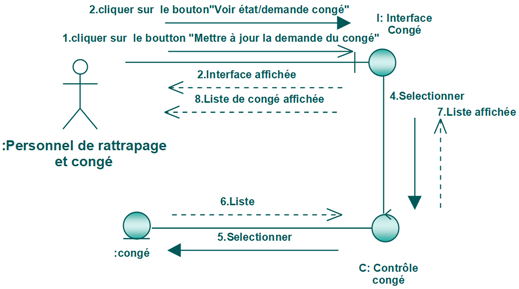 2.cliquer sur le bouton"Voir état/demande congé"
I: Interface
Congé
1.cliquer sur le boutton "Mettre à jour la demande du congé"
2.Interface affichée
8.Liste de congé affichée
4.Selectionner
7.Liste affichée
:Personnel de rattrapage
et congé
6.Liste
5.Selectionner
:congé
C: Contrôle
congé